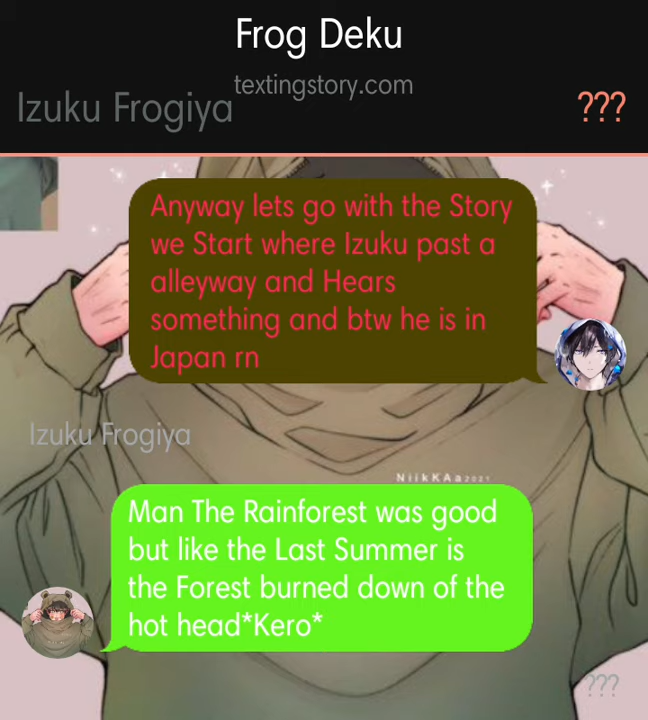 Frog Deku
textingstory.com
Izuku Frogiya
???
Anyway lets go with the Story
we Start where Izuku past a
alleyway and Hears
something and btw he is in
Japan rn
Izuku Frogiya
NiikKAa2021
Man The Rainforest was good
but like the Last Summer is
the Forest burned down of the
hot head*Kero*
???